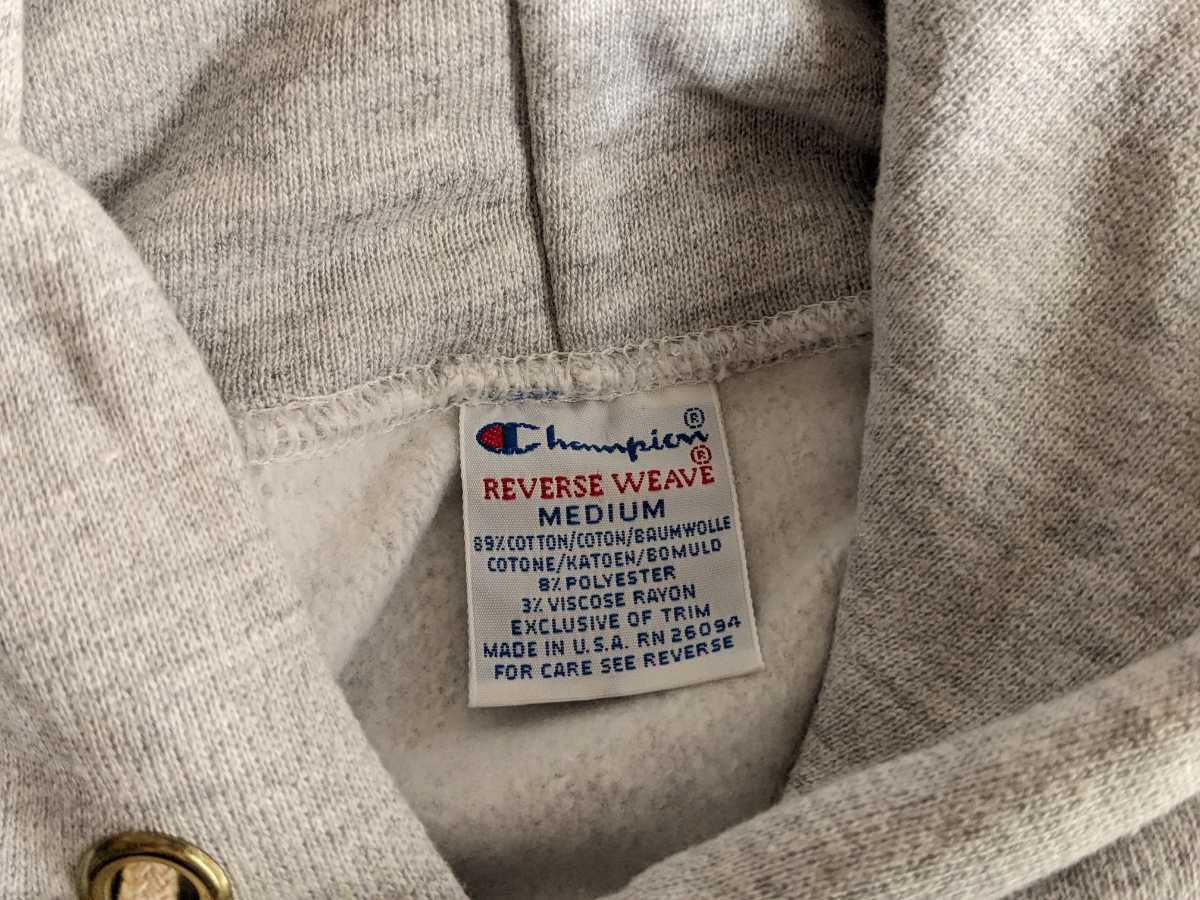 Champion®
REVERSE WEAVE®
MEDIUM
89% COTTON/COTON/BAUMWOLLE
COTONE/KATOEN/BOMULD
8% POLYESTER
3% VISCOSE RAYON
EXCLUSIVE OF TRIM
MADE IN U.S.A. RN 26094
FOR CARE SEE REVERSE